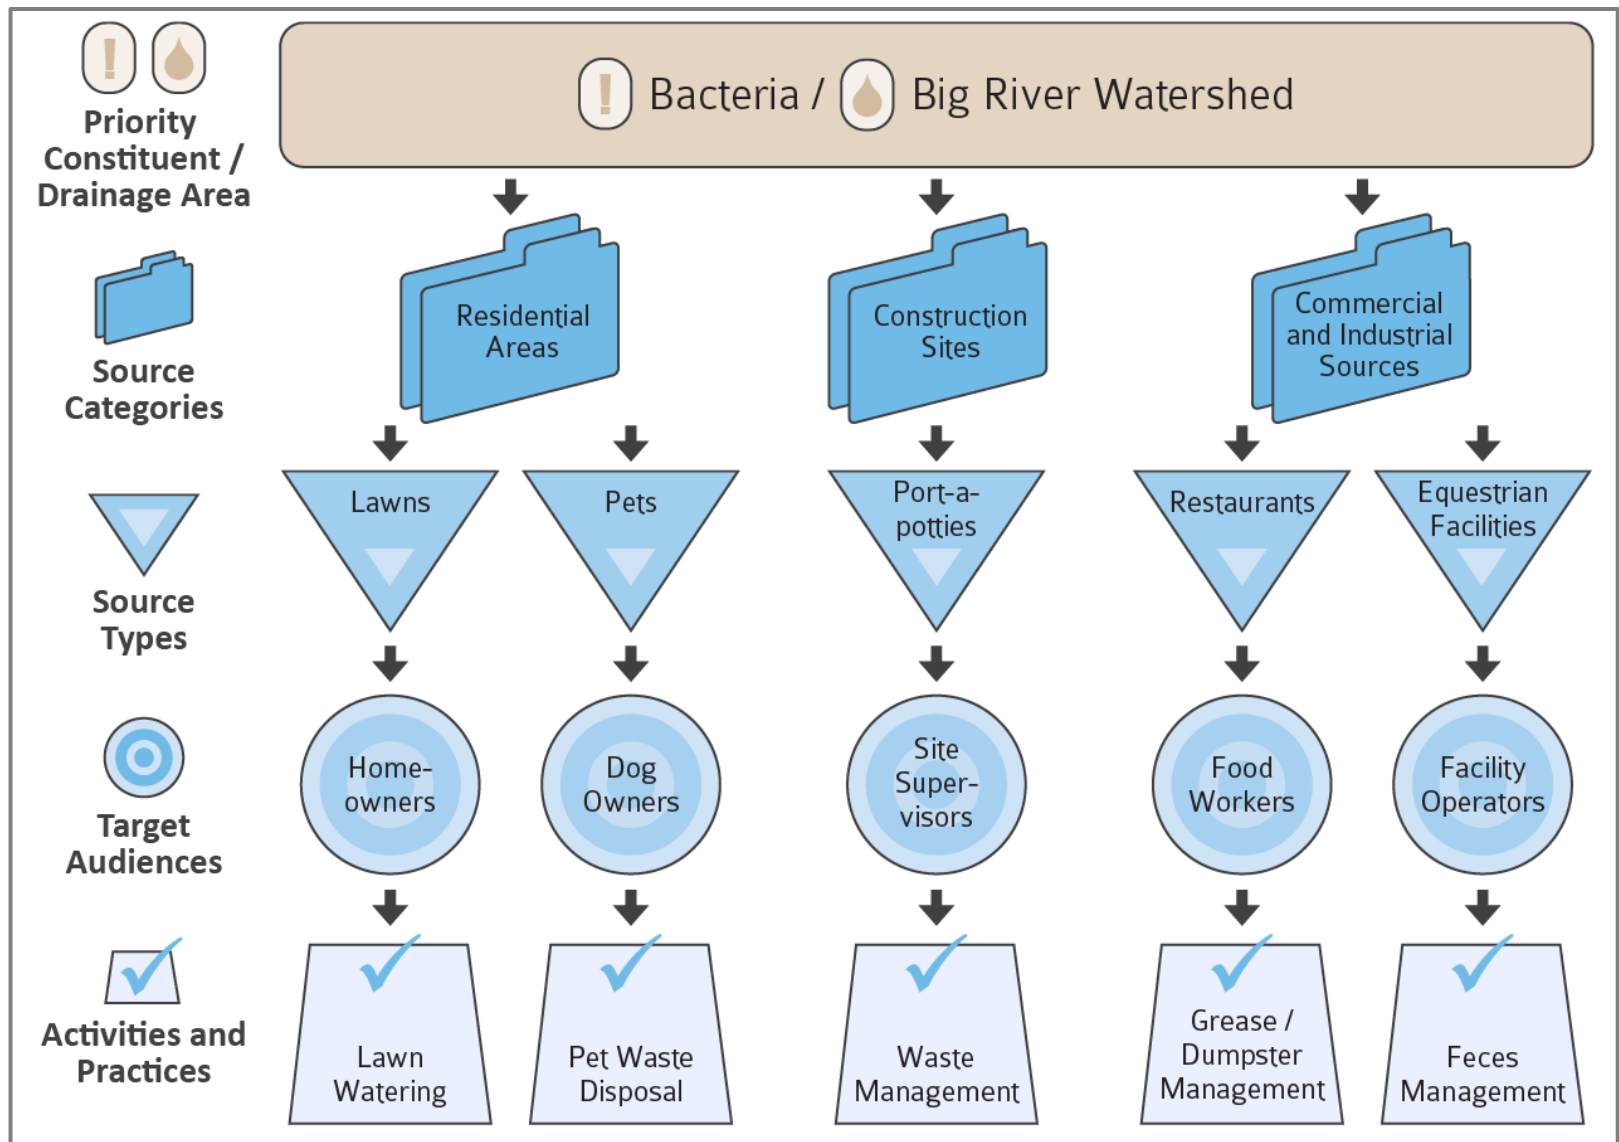 Priority
Constituent /
Drainage Area
! Bacteria / Big River Watershed
Source
Categories
Residential
Areas
Construction
Sites
Commercial
and Industrial
Sources
Source
Types
Lawns
Pets
Port-a-
potties
Restaurants
Equestrian
Facilities
Target
Audiences
Home-
owners
Dog
Owners
Site
Super-
visors
Food
Workers
Facility
Operators
Activities and
Practices
Lawn
Watering
Pet Waste
Disposal
Waste
Management
Grease /
Dumpster
Management
Feces
Management